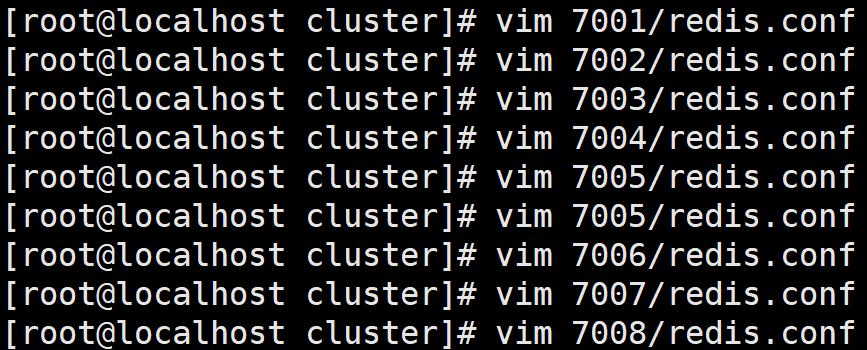 [root@localhost cluster]# vim 7001/redis.conf
[root@localhost cluster]# vim 7002/redis.conf
[root@localhost cluster]# vim 7003/redis.conf
[root@localhost cluster]# vim 7004/redis.conf
[root@localhost cluster]# vim 7005/redis.conf
[root@localhost cluster]# vim 7005/redis.conf
[root@localhost cluster]# vim 7006/redis.conf
[root@localhost cluster]# vim 7007/redis.conf
[root@localhost cluster]# vim 7008/redis.conf